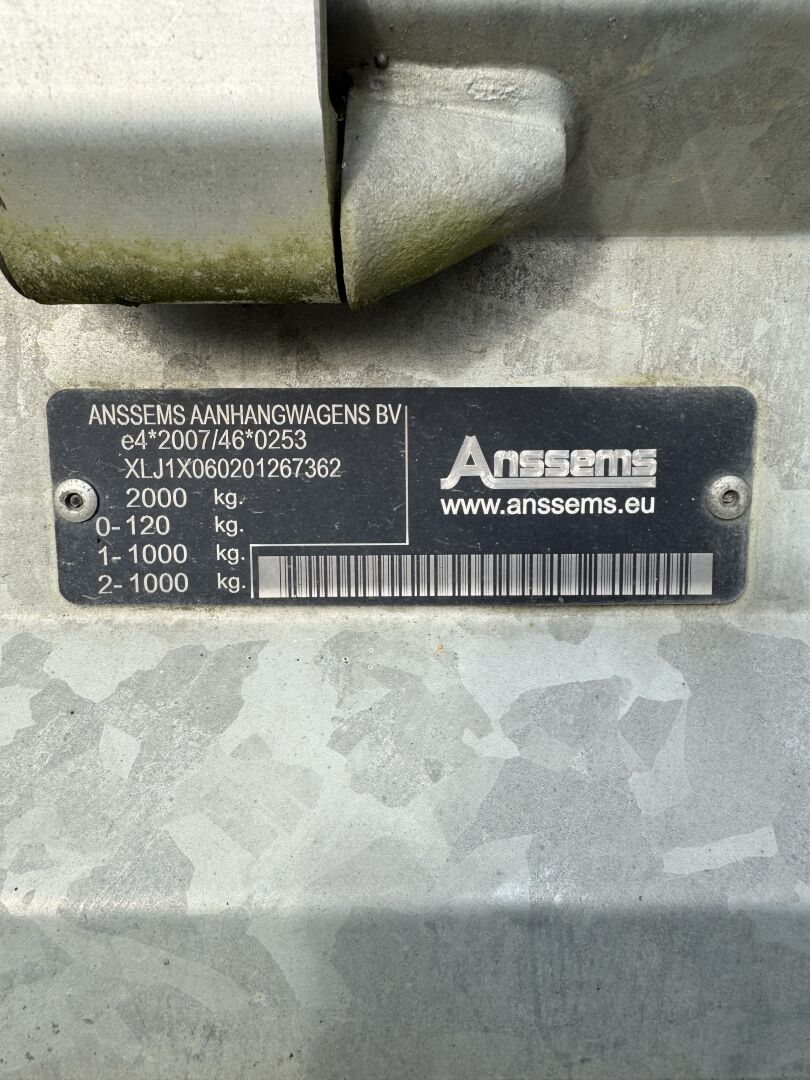 ANSSEMS AANHANGWAGENS BV
e4*2007/46*0253
XLJ1X060201267362
2000 kg.
0-120 kg.
1-1000 kg.
2-1000 kg.
Anssems
www.anssems.eu